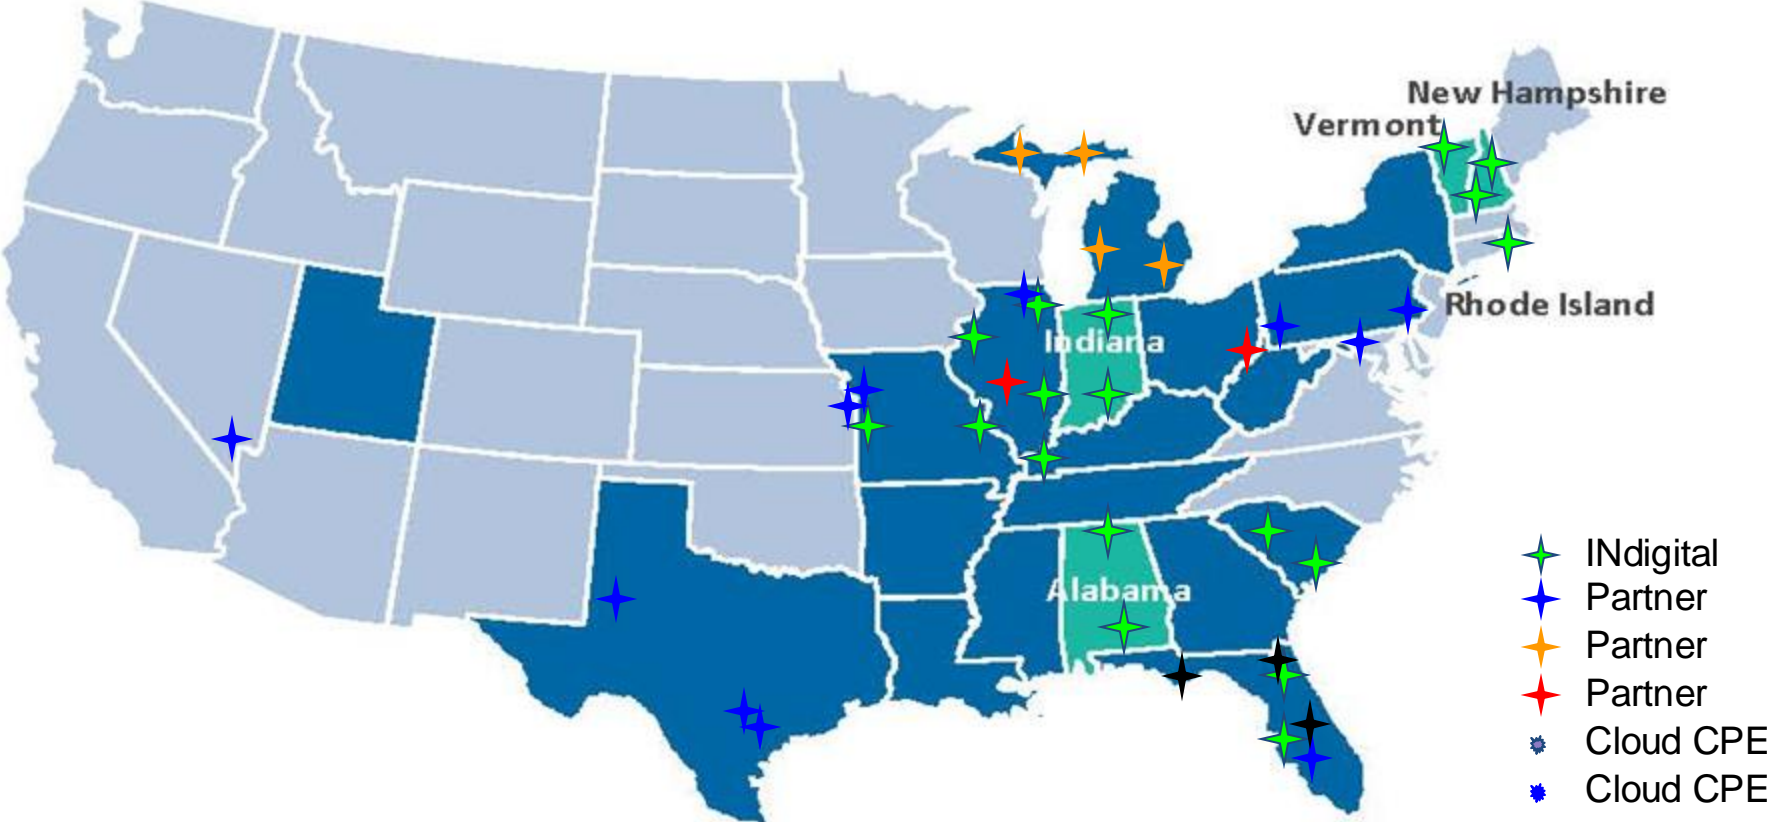 New Hampshire
Vermont
Rhode Island
Indiana
Alabama
INdigital
Partner
Partner
Partner
Cloud CPE
Cloud CPE